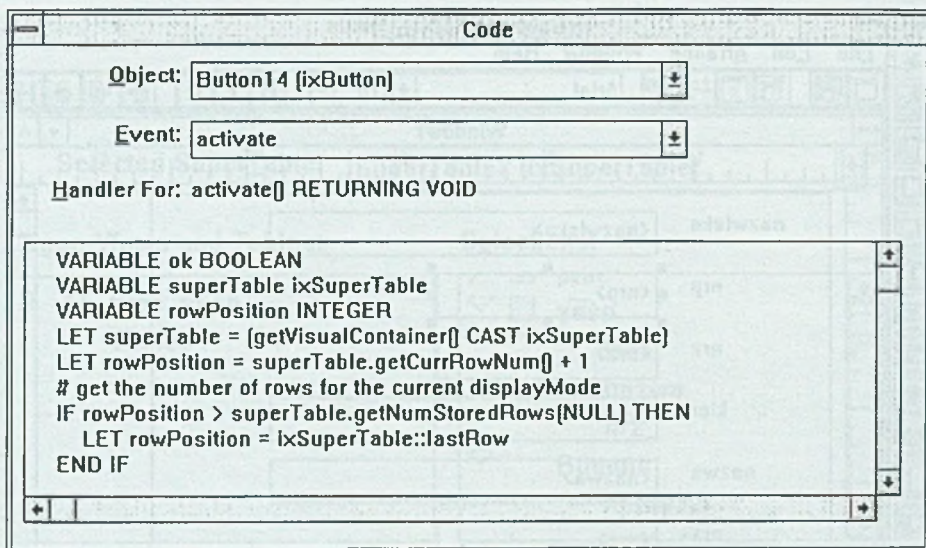 Code
Object: Button14 (ixButton)
Event: activate
Handler For: activate() RETURNING VOID
VARIABLE ok BOOLEAN
VARIABLE superTable ixSuperTable
VARIABLE rowPosition INTEGER
LET superTable = (getVisualContainer() CAST ixSuperTable)
LET rowPosition = superTable.getCurrRowNum() + 1
# get the number of rows for the current displayMode
IF rowPosition > superTable.getNumStoredRows(NULL) THEN
LET rowPosition = ixSuperTable::lastRow
END IF